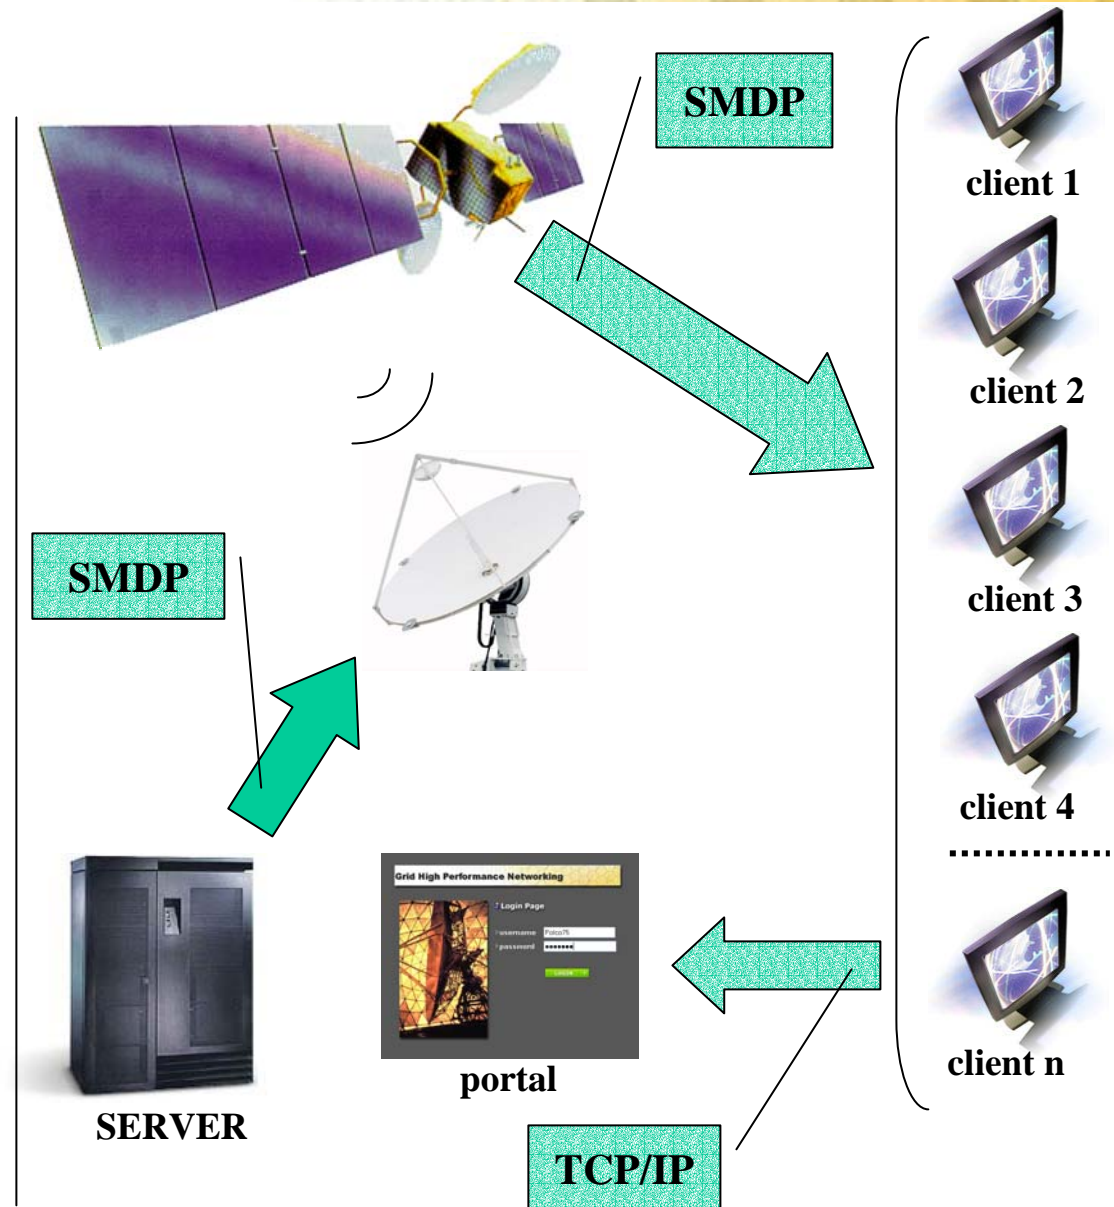 SMDP
client 1
client 2
client 3
client 4
client n
SMDP
SERVER
Grid High Performance Networking
Login Page
username
password
portal
TCP/IP